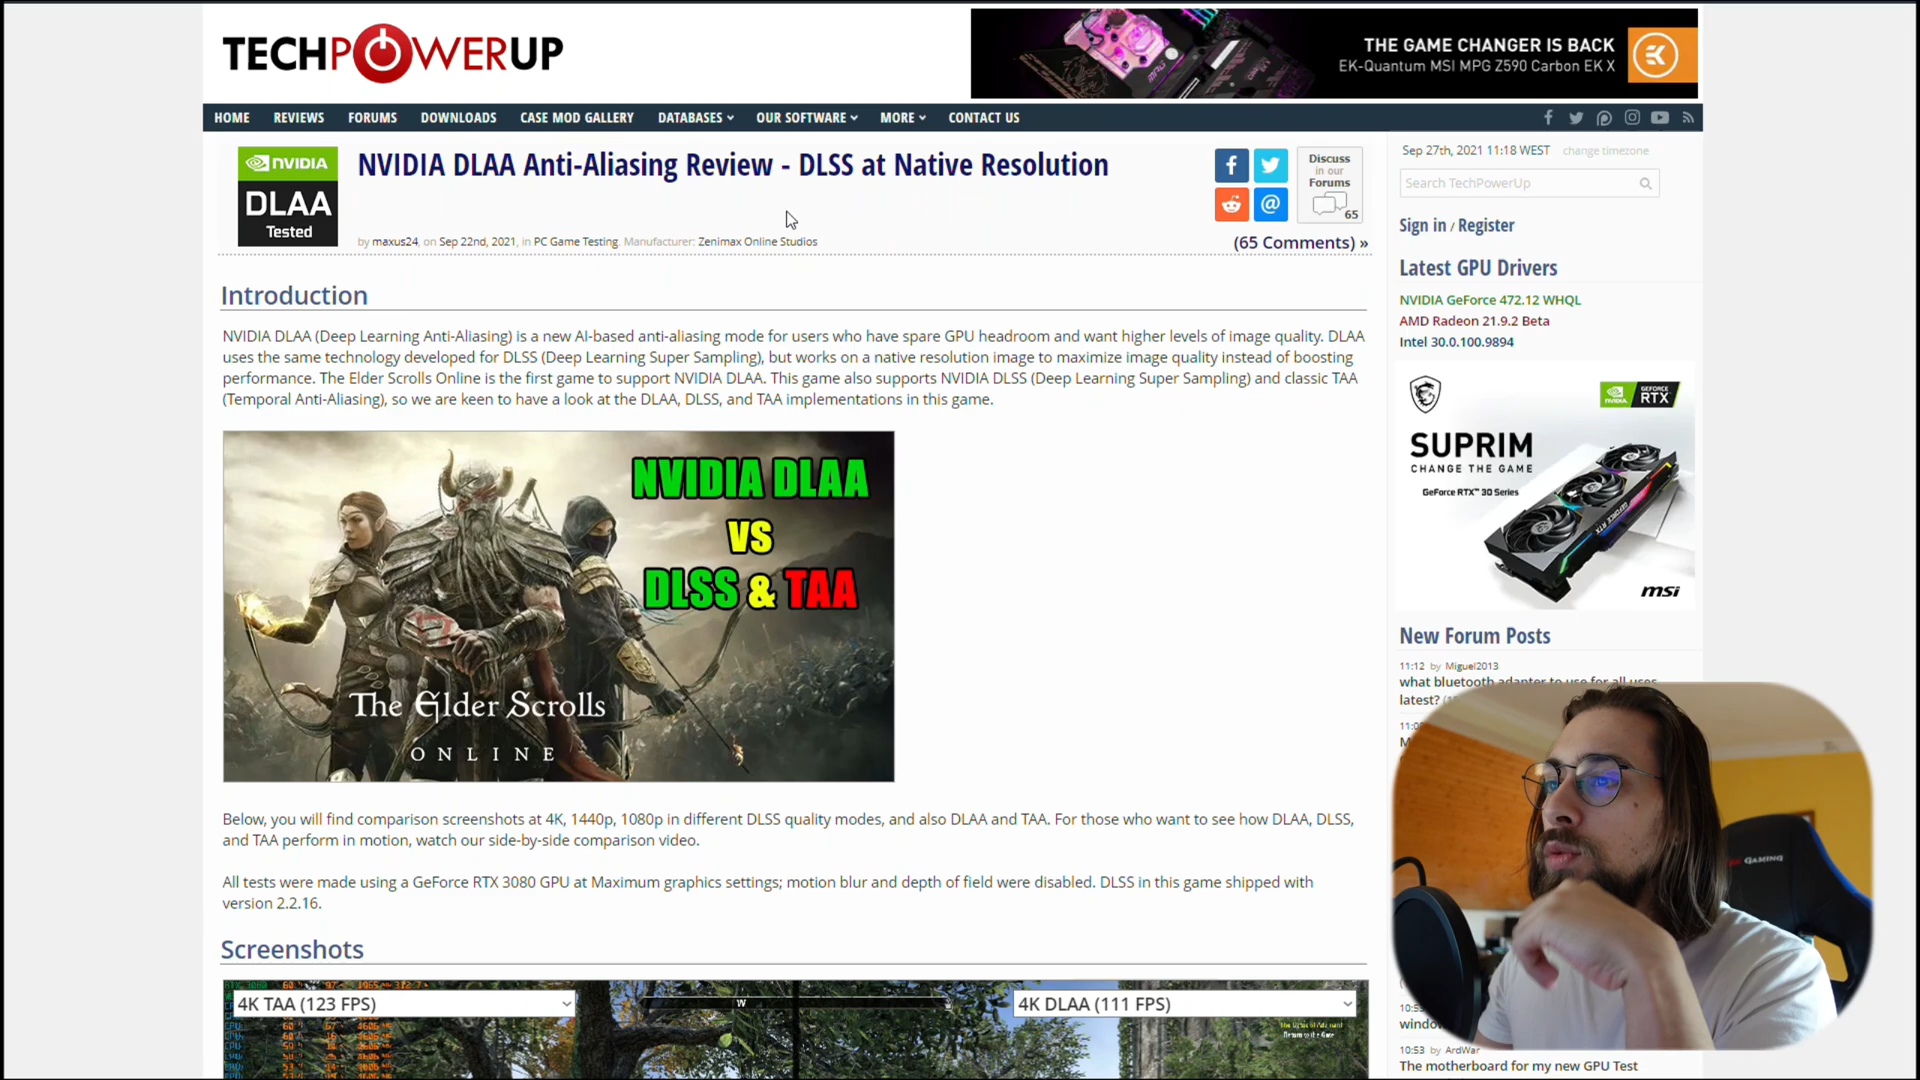 TECHPOWERUP
THE GAME CHANGER IS BACK
EK-Quantum MSI MPG Z590 Carbon EK X
HOME REVIEWS FORUMS DOWNLOADS CASE MOD GALLERY DATABASES OUR SOFTWARE MORE CONTACT US
NVIDIA
DLAA
Tested
NVIDIA DLAA Anti-Aliasing Review - DLSS at Native Resolution
by maxus24, on Sep 22nd, 2021, in PC Game Testing. Manufacturer: Zenimax Online Studios
Discuss
in our
Forums
65
(65 Comments) »
Introduction
NVIDIA DLAA (Deep Learning Anti-Aliasing) is a new AI-based anti-aliasing mode for users who have spare GPU headroom and want higher levels of image quality. DLAA
uses the same technology developed for DLSS (Deep Learning Super Sampling), but works on a native resolution image to maximize image quality instead of boosting
performance. The Elder Scrolls Online is the first game to support NVIDIA DLAA. This game also supports NVIDIA DLSS (Deep Learning Super Sampling) and classic TAA
(Temporal Anti-Aliasing), so we are keen to have a look at the DLAA, DLSS, and TAA implementations in this game.
NVIDIA DLAA
VS
DLSS & TAA
The Elder Scrolls
ONLINE
Below, you will find comparison screenshots at 4K, 1440p, 1080p in different DLSS quality modes, and also DLAA and TAA. For those who want to see how DLAA, DLSS,
and TAA perform in motion, watch our side-by-side comparison video.
All tests were made using a GeForce RTX 3080 GPU at Maximum graphics settings; motion blur and depth of field were disabled. DLSS in this game shipped with
version 2.2.16.
Screenshots
4K TAA (123 FPS)
W
4K DLAA (111 FPS)
Return to the Gate
Sep 27th, 2021 11:18 WEST change timezone
Search TechPowerUp
Sign in / Register
Latest GPU Drivers
NVIDIA GeForce 472.12 WHQL
AMD Radeon 21.9.2 Beta
Intel 30.0.100.9894
GEFORCE
RTX
SUPRIM
CHANGE THE GAME
GeForce RTX™ 30 Series
msi
New Forum Posts
11:12 by Miguel2013
what bluetooth adapter to use for all uses
latest?
GAMING
10:53 by ArdWar
The motherboard for my new GPU Test